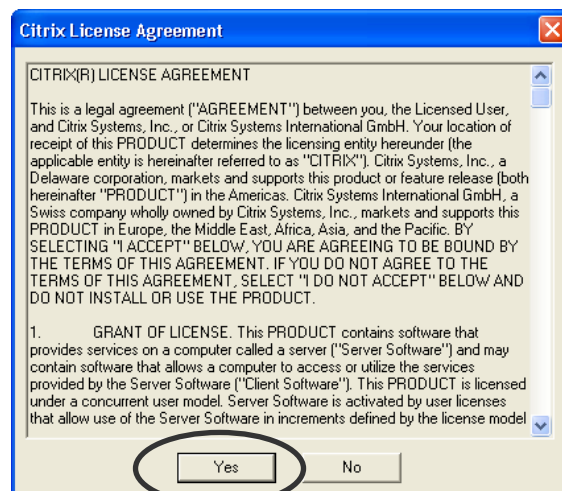 Citrix License Agreement
CITRIX(R) LICENSE AGREEMENT
This is a legal agreement ("AGREEMENT") between you, the Licensed User,
and Citrix Systems, Inc., or Citrix Systems International GmbH. Your location of
receipt of this PRODUCT determines the licensing entity hereunder (the
applicable entity is hereinafter referred to as "CITRIX"). Citrix Systems, Inc., a
Delaware corporation, markets and supports this product or feature release (both
hereinafter "PRODUCT") in the Americas. Citrix Systems International GmbH, a
Swiss company wholly owned by Citrix Systems, Inc., markets and supports this
PRODUCT in Europe, the Middle East, Africa, Asia, and the Pacific. BY
SELECTING "I ACCEPT" BELOW, YOU ARE AGREEING TO BE BOUND BY
THE TERMS OF THIS AGREEMENT. IF YOU DO NOT AGREE TO THE
TERMS OF THIS AGREEMENT, SELECT "I DO NOT ACCEPT" BELOW AND
DO NOT INSTALL OR USE THE PRODUCT.
1. GRANT OF LICENSE. This PRODUCT contains software that
provides services on a computer called a server ("Server Software") and may
contain software that allows a computer to access or utilize the services
provided by the Server Software ("Client Software"). This PRODUCT is licensed
under a concurrent user model. Server Software is activated by user licenses
that allow use of the Server Software in increments defined by the license model
Yes No